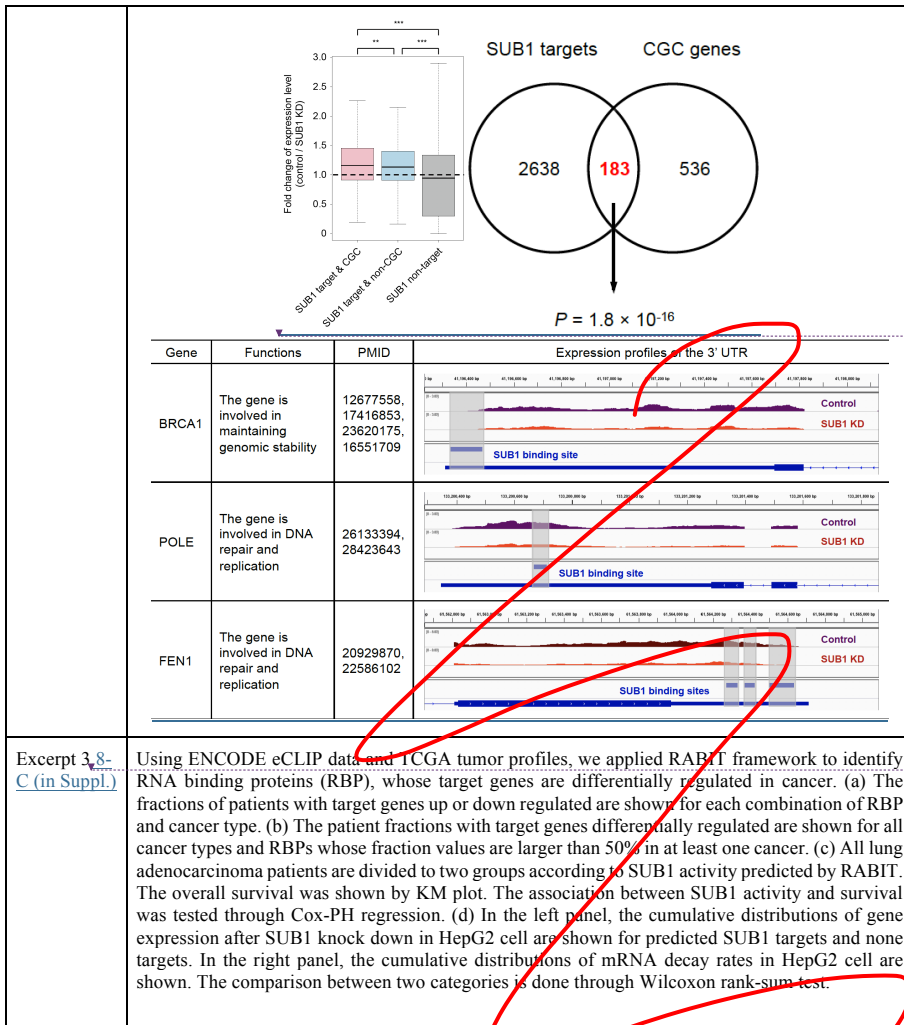 ***
** ***
3.0
2.5
2.0
1.5
1.0
0.5
0
Fold change of expression level
(control / SUB1 KD)
SUB1 target & CGC
SUB1 target & non-CGC
SUB1 non-target
SUB1 targets CGC genes
2638 183 536
P = 1.8 × 10-16
Gene Functions PMID Expression profiles of the 3' UTR
BRCA1
The gene is
involved in
maintaining
genomic stability
12677558,
17416853,
23620175,
16551709
Control
SUB1 KD
SUB1 binding site
POLE
The gene is
involved in DNA
repair and
replication
26133394,
28423643
Control
SUB1 KD
SUB1 binding site
FEN1
The gene is
involved in DNA
repair and
replication
20929870,
22586102
Control
SUB1 KD
SUB1 binding sites
Excerpt 3.8-
C (in Suppl.)
Using ENCODE eCLIP data and TCGA tumor profiles, we applied RABIT framework to identify
RNA binding proteins (RBP), whose target genes are differentially regulated in cancer. (a) The
fractions of patients with target genes up or down regulated are shown for each combination of RBP
and cancer type. (b) The patient fractions with target genes differentially regulated are shown for all
cancer types and RBPs whose fraction values are larger than 50% in at least one cancer. (c) All lung
adenocarcinoma patients are divided to two groups according to SUB1 activity predicted by RABIT.
The overall survival was shown by KM plot. The association between SUB1 activity and survival
was tested through Cox-PH regression. (d) In the left panel, the cumulative distributions of gene
expression after SUB1 knock down in HepG2 cell are shown for predicted SUB1 targets and none
targets. In the right panel, the cumulative distributions of mRNA decay rates in HepG2 cell are
shown. The comparison between two categories is done through Wilcoxon rank-sum test.